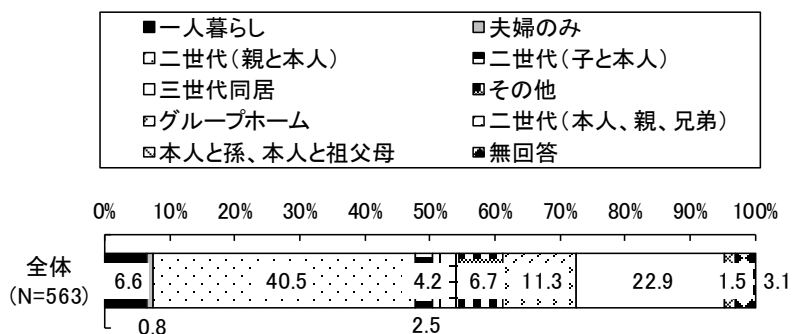 ■一人暮らし □夫婦のみ
□二世代（親と本人） □二世代（子と本人）
□三世代同居 □その他
□グループホーム □二世代（本人、親、兄弟）
□本人と孫、本人と祖父母 □無回答
0% 10% 20% 30% 40% 50% 60% 70% 80% 90% 100%
全体
(N=563)
6.6 40.5 4.2 6.7 11.3 22.9 1.5 3.1
0.8 2.5